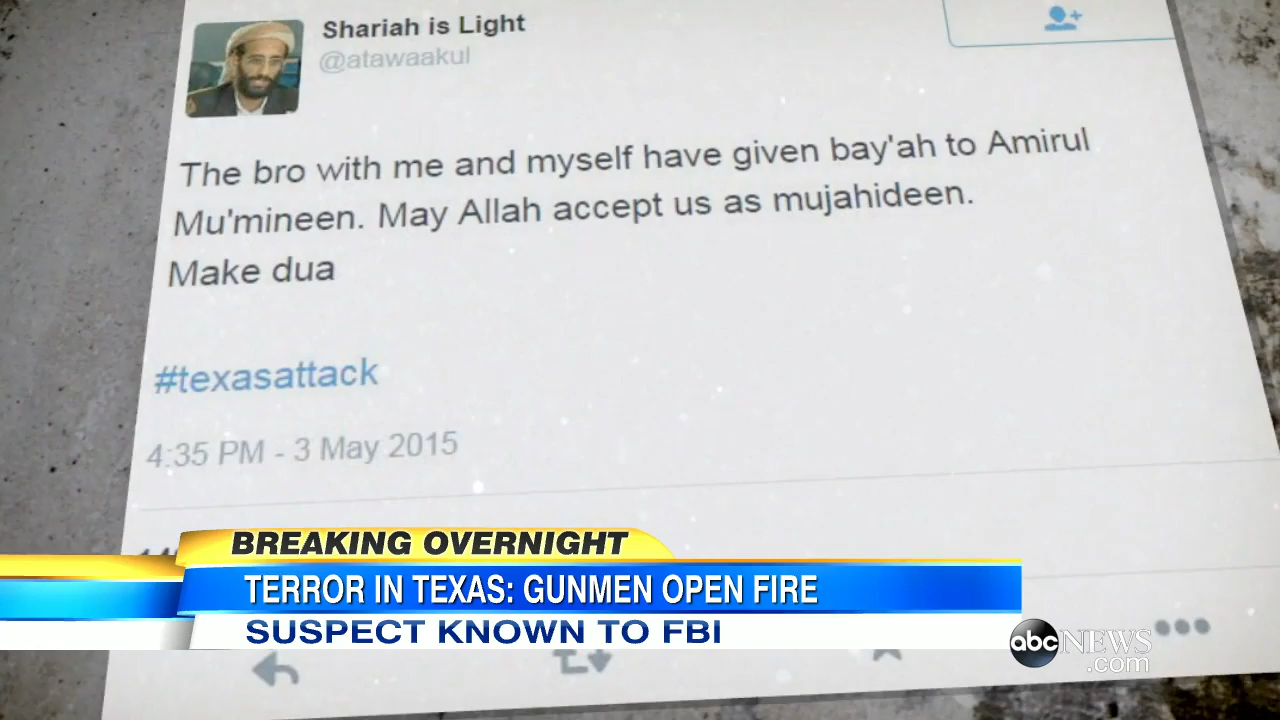 Shariah is Light
@atawaakul
The bro with me and myself have given bay'ah to Amirul
Mu'mineen. May Allah accept us as mujahideen.
Make dua
#texasattack
4:35 PM - 3 May 2015
BREAKING OVERNIGHT
TERROR IN TEXAS: GUNMEN OPEN FIRE
SUSPECT KNOWN TO FBI
abc NEWS
.com